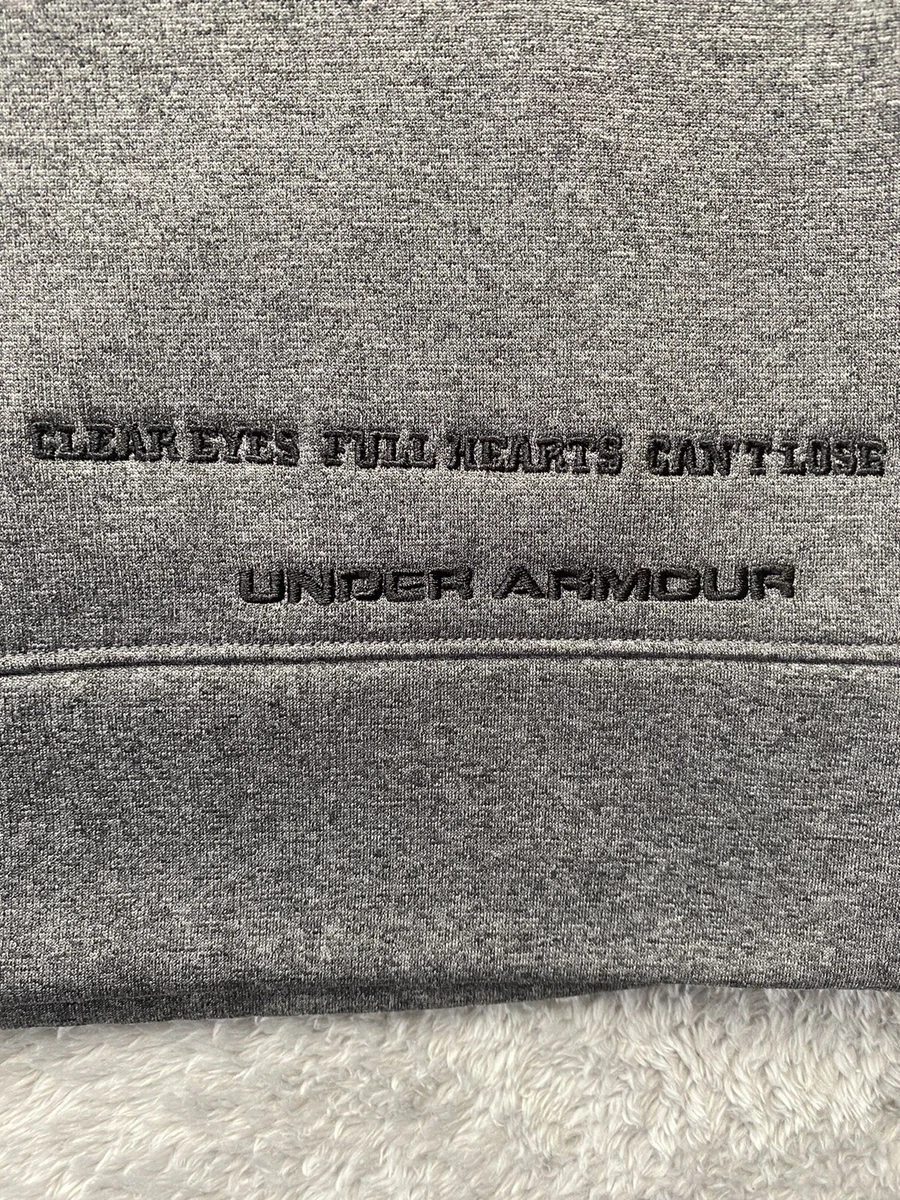 CLEAR EYES FULL HEARTS CAN'T LOSE
UNDER ARMOUR